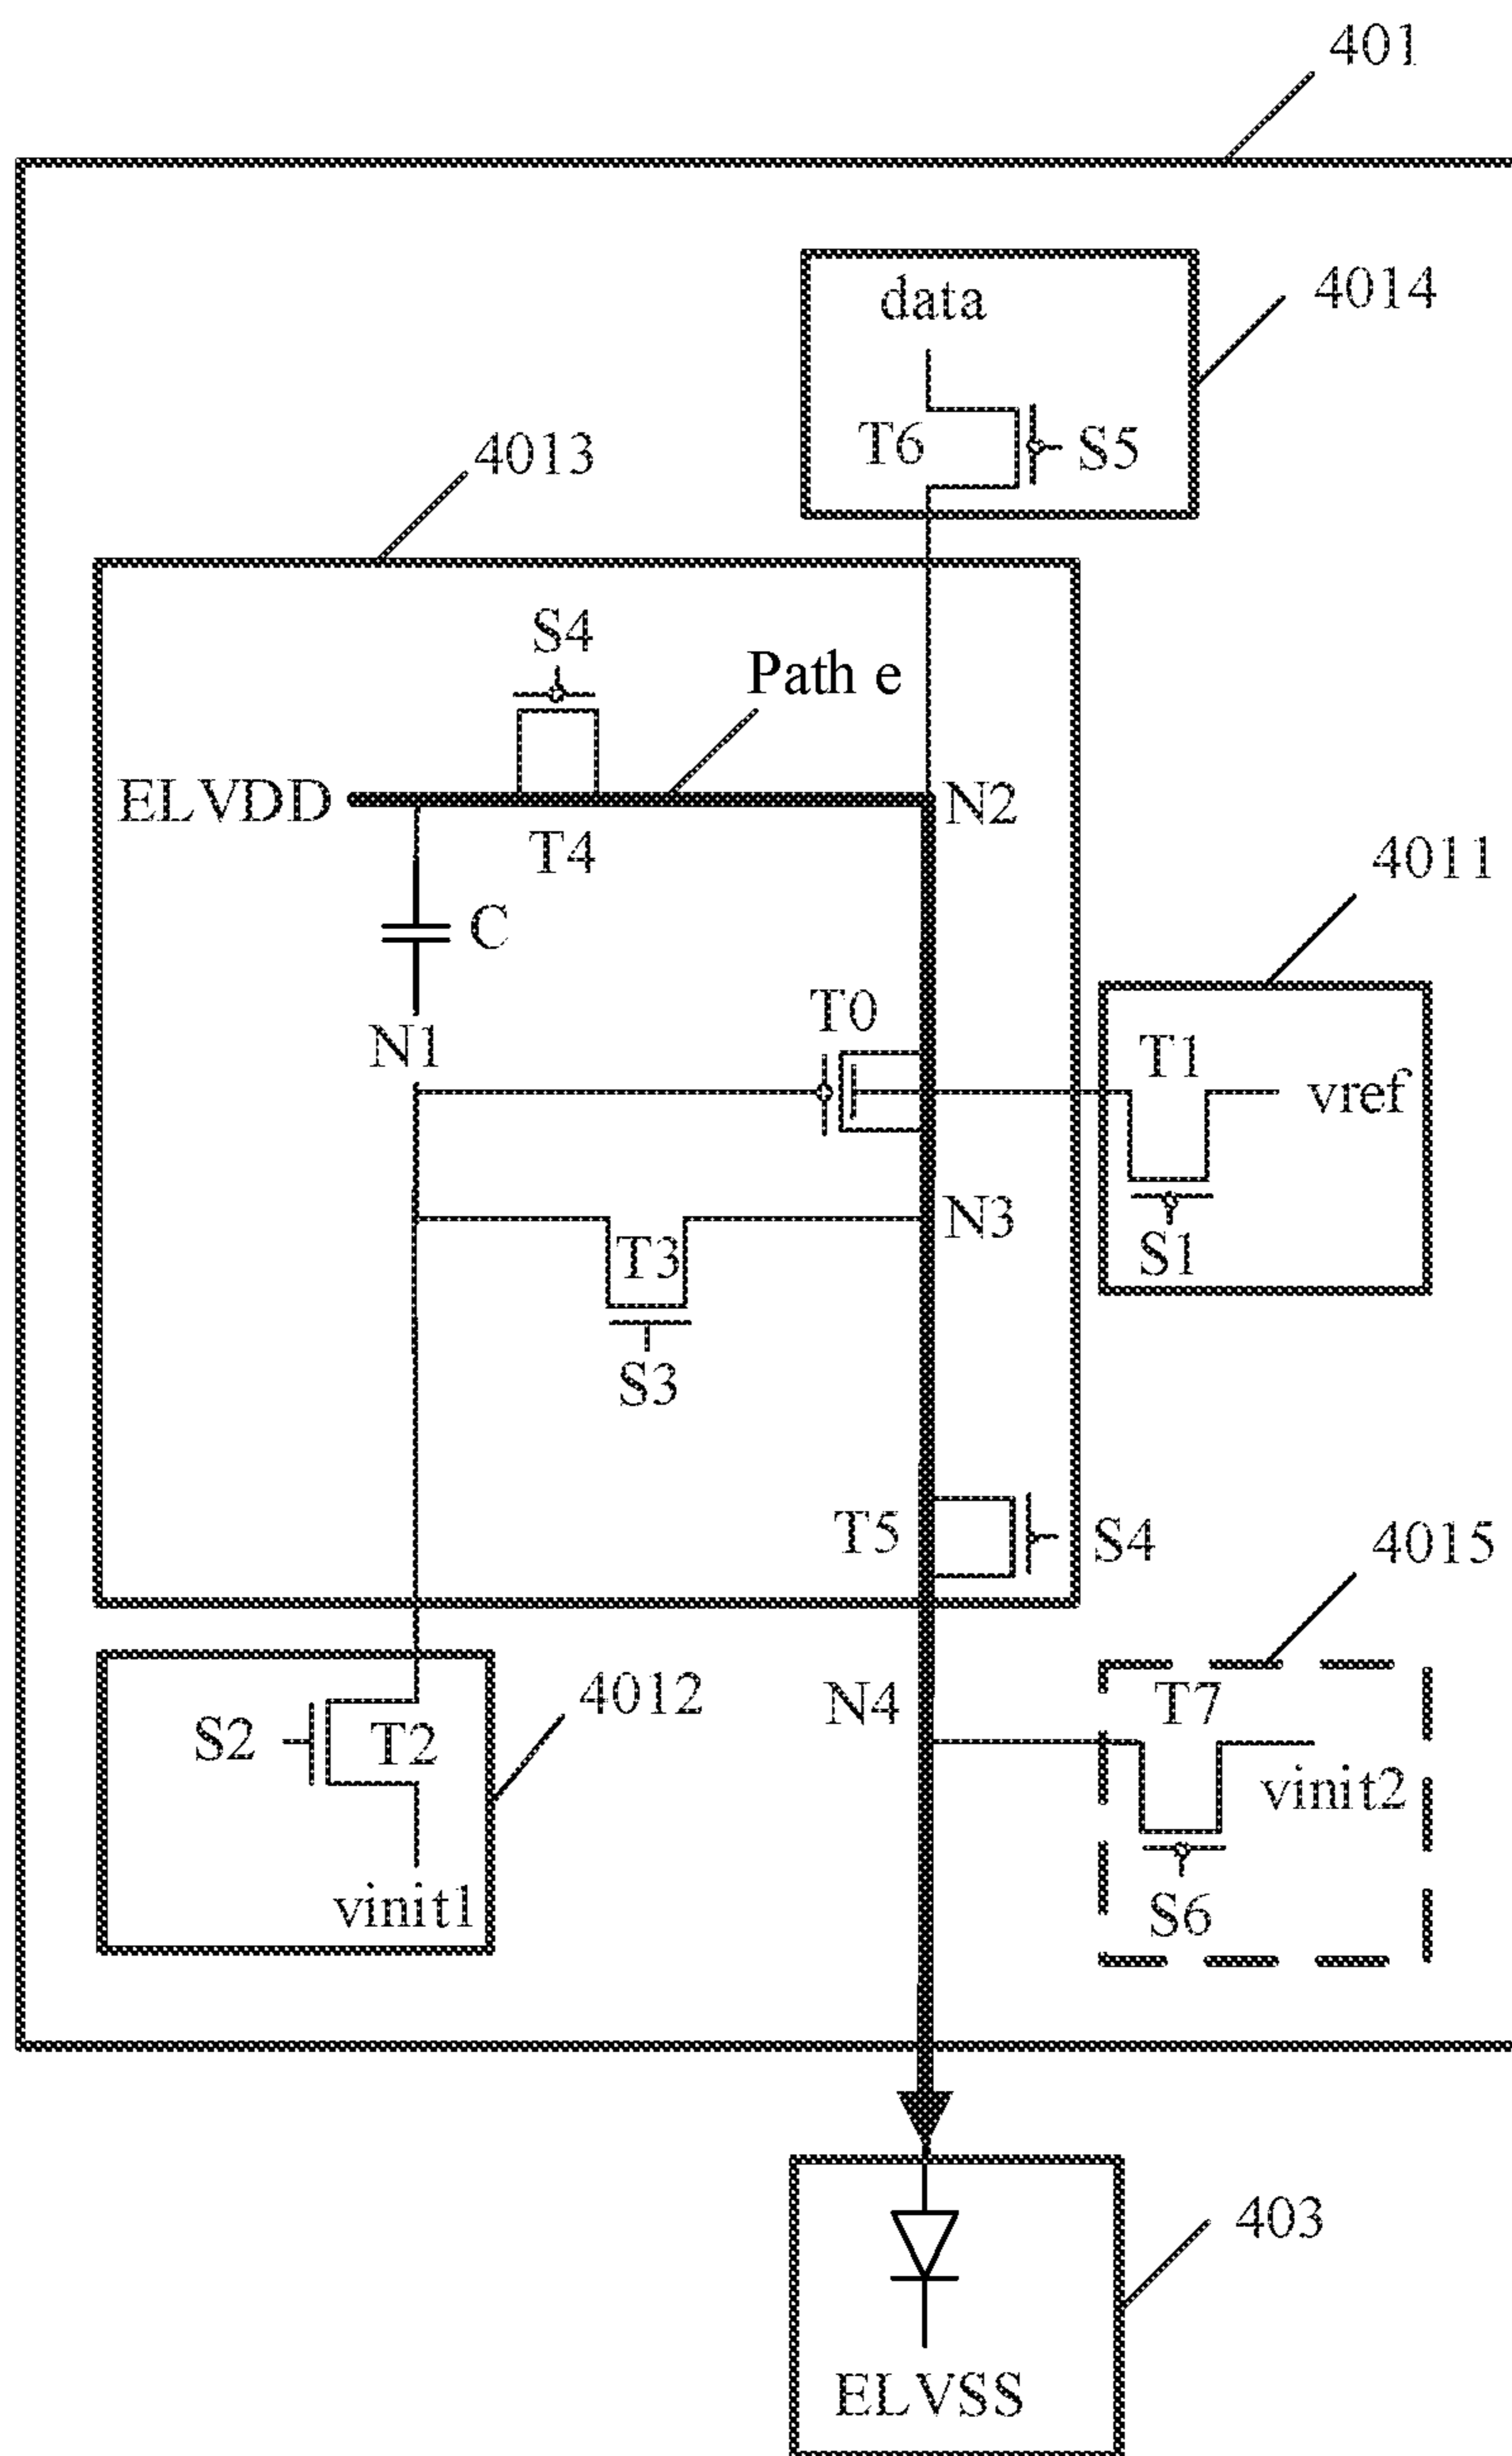 401
data
4014
T6
S5
4013
S4
Path e
ELVDD
N2
T4
4011
C
T0
N1
T1
vref
N3
T3
S1
S3
T5
S4
4015
4012
N4
T7
S2
T2
vinit2
vinit1
S6
403
ELVSS